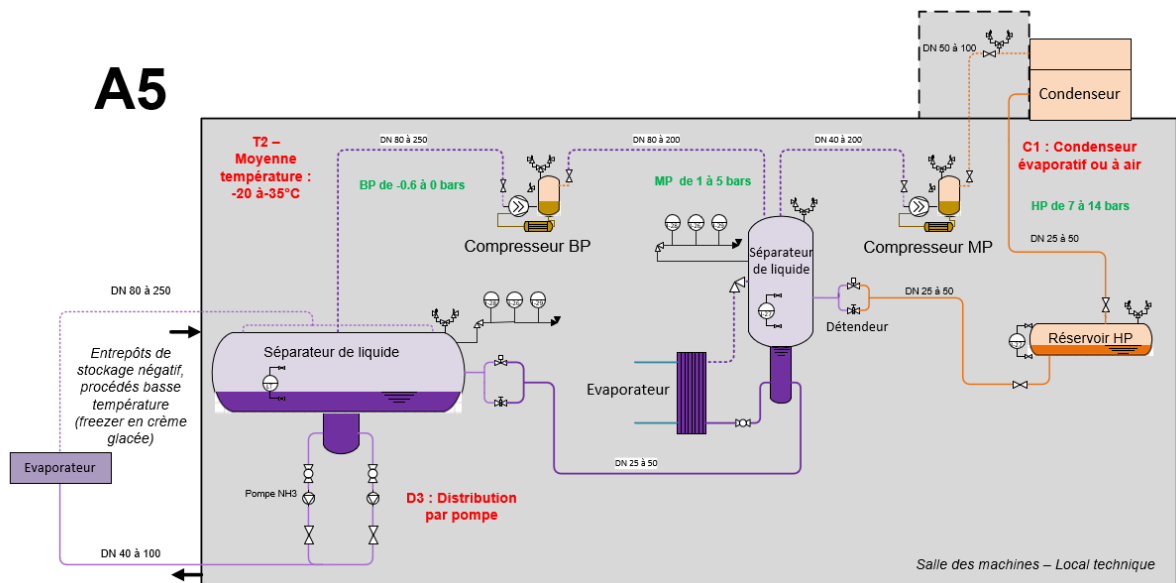 A5
DN 50 à 100
Condenseur
T2 –
Moyenne
température :
-20 à-35°C
DN 80 à 250
DN 80 à 200
DN 40 à 200
C1 : Condenseur
évaporatif ou à air
BP de -0.6 à 0 bars
MP de 1 à 5 bars
HP de 7 à 14 bars
Compresseur BP
Compresseur MP
DN 25 à 50
Séparateur
de liquide
DN 80 à 250
DN 25 à 50
Détendeur
Réservoir HP
Entrepôts de
stockage négatif,
procédés basse
température
(freezer en crème
glacée)
Séparateur de liquide
Evaporateur
Evaporateur
DN 25 à 50
Pompe NH3
D3 : Distribution
par pompe
DN 40 à 100
Salle des machines – Local technique